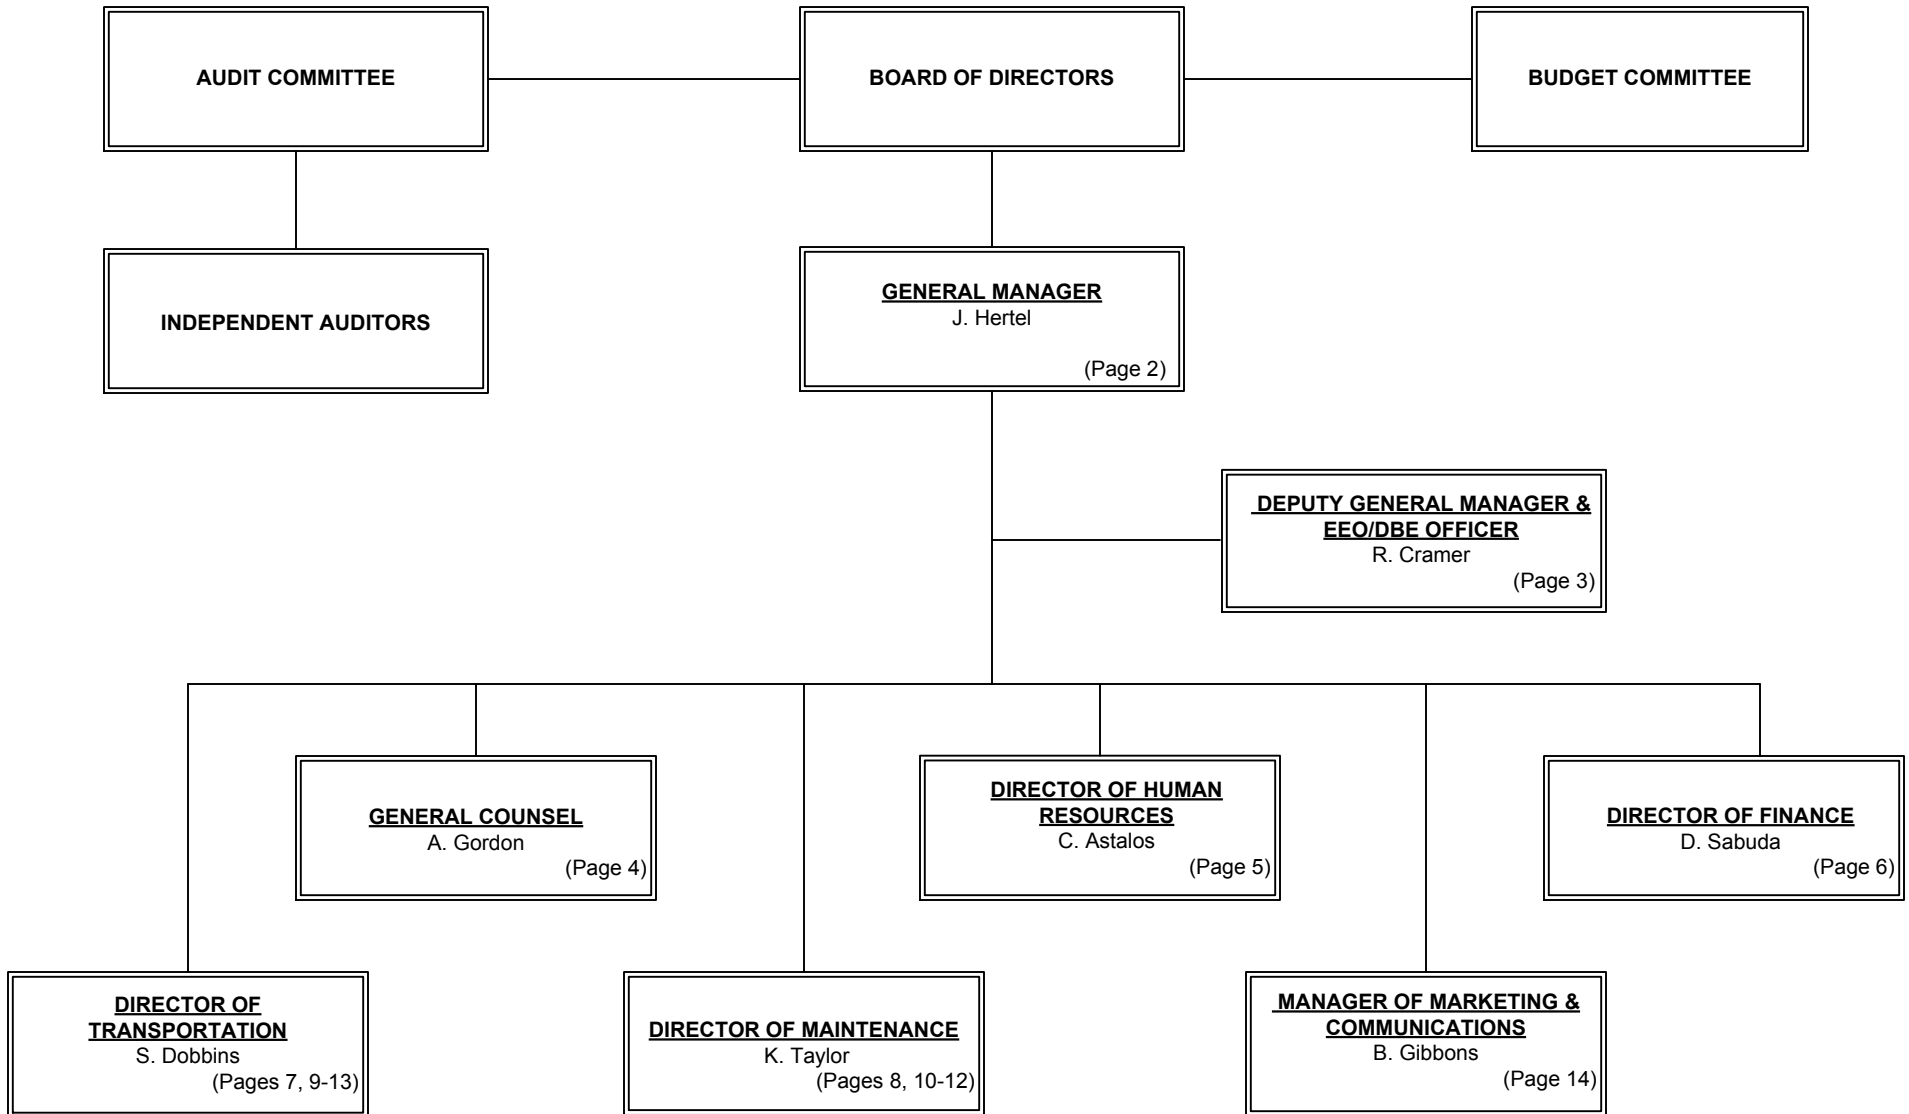 AUDIT COMMITTEE
BOARD OF DIRECTORS
BUDGET COMMITTEE
INDEPENDENT AUDITORS
GENERAL MANAGER
J. Hertel
(Page 2)
DEPUTY GENERAL MANAGER &
EEO/DBE OFFICER
R. Cramer
(Page 3)
GENERAL COUNSEL
A. Gordon
(Page 4)
DIRECTOR OF HUMAN
RESOURCES
C. Astalos
(Page 5)
DIRECTOR OF FINANCE
D. Sabuda
(Page 6)
DIRECTOR OF
TRANSPORTATION
S. Dobbins
(Pages 7, 9-13)
DIRECTOR OF MAINTENANCE
K. Taylor
(Pages 8, 10-12)
MANAGER OF MARKETING &
COMMUNICATIONS
B. Gibbons
(Page 14)